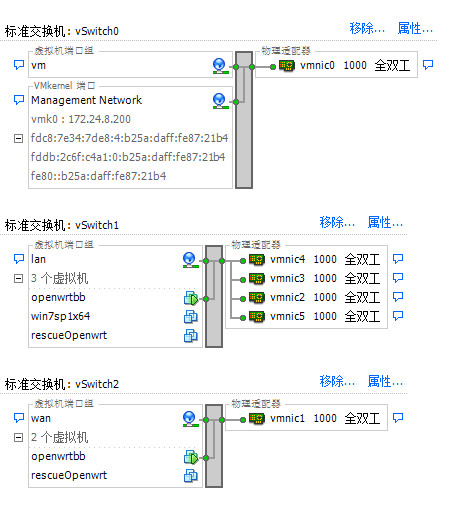 标准交换机: vSwitch0 移除... 属性...
虚拟机端口组 物理适配器
vm vmnic0 1000 全双工
VMkernel 端口
Management Network
vmk0 : 172.24.8.200
fdc8:7e34:7de8:4:b25a:daff:fe87:21b4
fddb:2c6f:c4a1:0:b25a:daff:fe87:21b4
fe80::b25a:daff:fe87:21b4
标准交换机: vSwitch1 移除... 属性...
虚拟机端口组 物理适配器
lan vmnic4 1000 全双工
3 个虚拟机 vmnic3 1000 全双工
openwrtbb vmnic2 1000 全双工
win7sp1x64 vmnic5 1000 全双工
rescueOpenwrt
标准交换机: vSwitch2 移除... 属性...
虚拟机端口组 物理适配器
wan vmnic1 1000 全双工
2 个虚拟机
openwrtbb
rescueOpenwrt